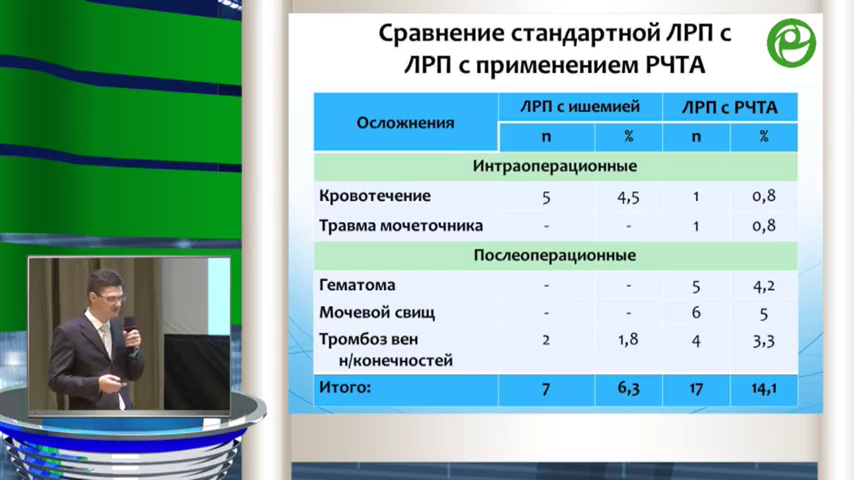 Сравнение стандартной ЛРП с
ЛРП с применением РЧТА
Осложнения
ЛРП с ишемией
ЛРП с РЧТА
n
%
n
%
Интраоперационные
Кровотечение 5 4,5 1 0,8
Травма мочеточника - - 1 0,8
Послеоперационные
Гематома - - 5 4,2
Мочевой свищ - - 6 5
Тромбоз вен 2 1,8 4 3,3
н/конечностей
Итого: 7 6,3 17 14,1